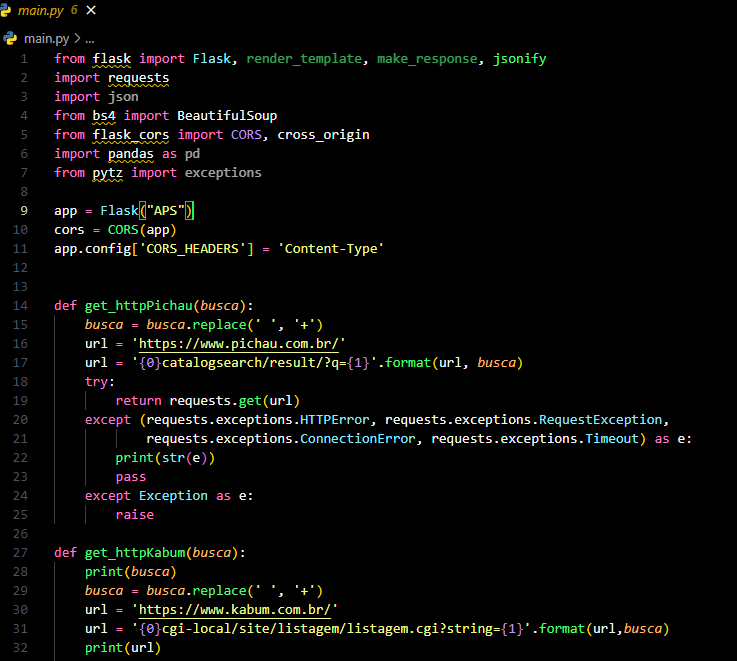 main.py 6 ×
main.py > ...
1 from flask import Flask, render_template, make_response, jsonify
2 import requests
3 import json
4 from bs4 import BeautifulSoup
5 from flask_cors import CORS, cross_origin
6 import pandas as pd
7 from pytz import exceptions
8
9 app = Flask("APS")
10 cors = CORS(app)
11 app.config['CORS_HEADERS'] = 'Content-Type'
12
13
14 def get_httpPichau(busca):
15     busca = busca.replace(' ', '+')
16     url = 'https://www.pichau.com.br/'
17     url = '{0}catalogsearch/result/?q={1}'.format(url, busca)
18     try:
19         return requests.get(url)
20     except (requests.exceptions.HTTPError, requests.exceptions.RequestException,
21             requests.exceptions.ConnectionError, requests.exceptions.Timeout) as e:
22         print(str(e))
23         pass
24     except Exception as e:
25         raise
26
27 def get_httpKabum(busca):
28     print(busca)
29     busca = busca.replace(' ', '+')
30     url = 'https://www.kabum.com.br/'
31     url = '{0}cgi-local/site/listagem/listagem.cgi?string={1}'.format(url,busca)
32     print(url)